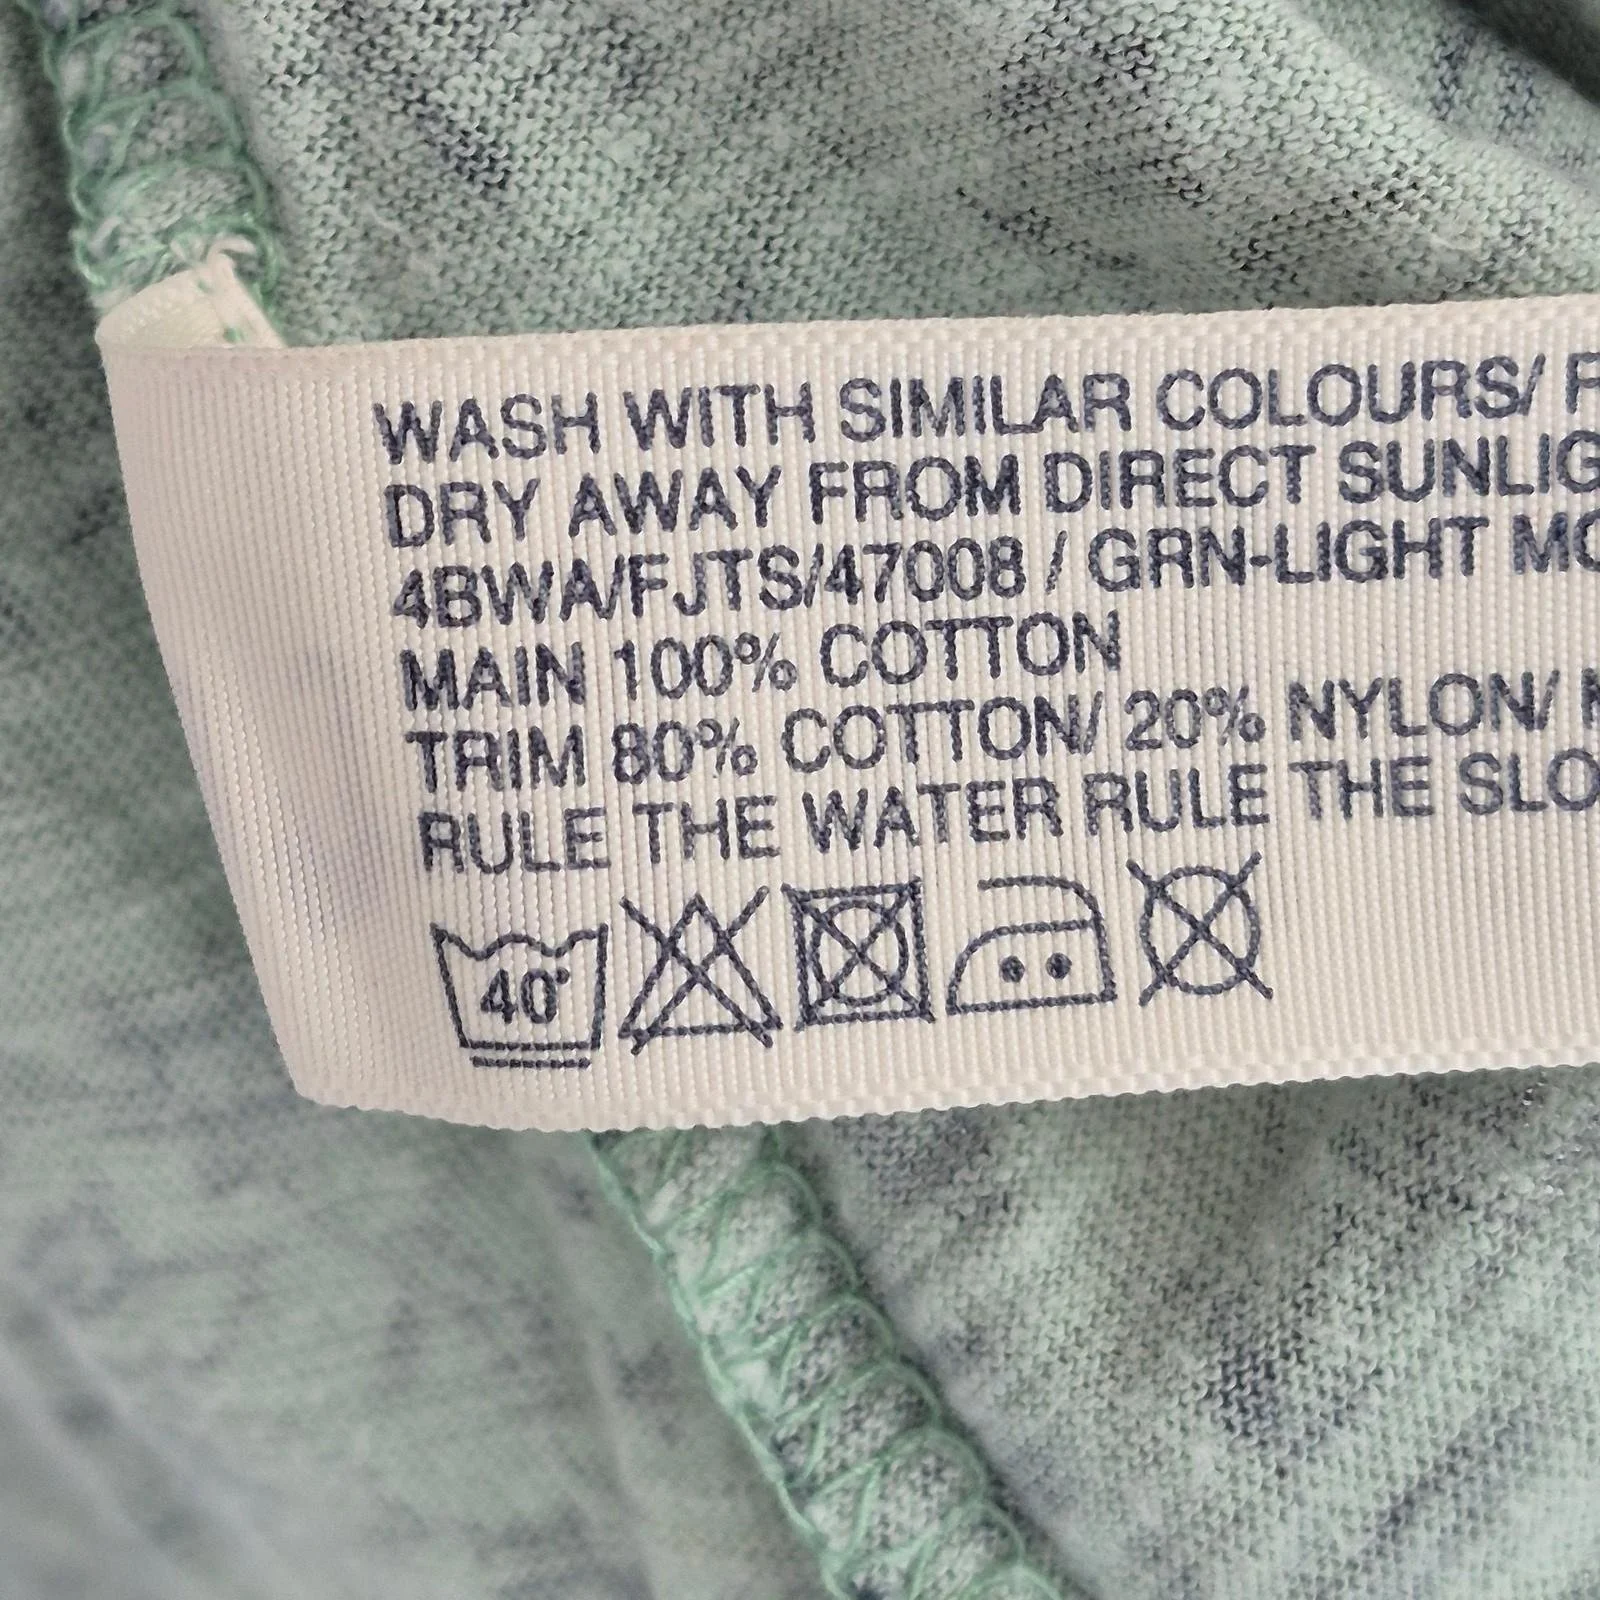 WASH WITH SIMILAR COLOURS/
DRY AWAY FROM DIRECT
4BWA/FJTS/47008 / GRN-LIGHT
MAIN 100% COTTON
TRIM 80% COTTON/ 20% NYLON/
RULE THE WATER RULE THE
40°